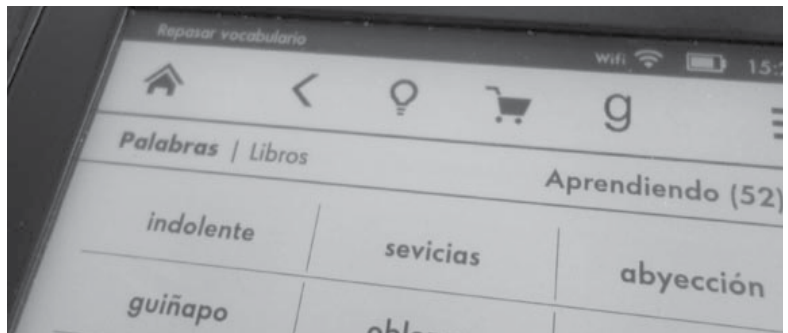 Repasar vocabulario Wifi
g
Palabras | Libros
Aprendiendo (52)
indolente sevicias abyección
guiñapo